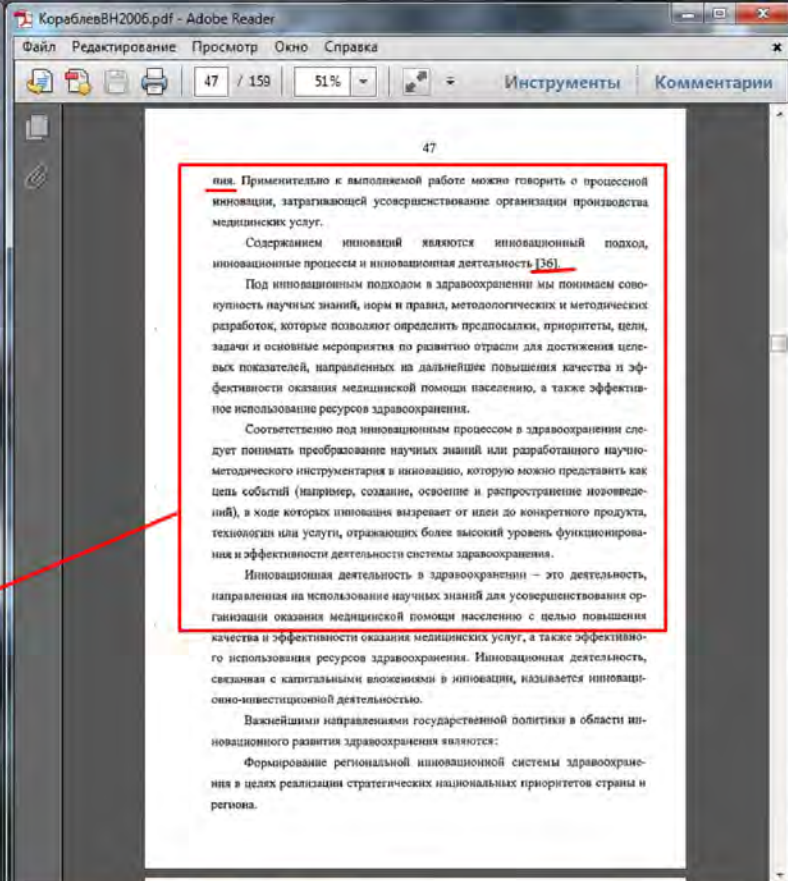 КораблевВН2006.pdf - Adobe Reader
Файл Редактирование Просмотр Окно Справка
47 / 159 51% Инструменты Комментарии
47
ния. Применительно к выполняемой работе можно говорить о процессной
инновации, затрагивающей усовершенствование организации производства
медицинских услуг.
Содержанием инноваций являются инновационный подход,
инновационные процессы и инновационная деятельность [36].
Под инновационным подходом в здравоохранении мы понимаем сово-
купность научных знаний, норм и правил, методологических и методических
разработок, которые позволяют определить предпосылки, приоритеты, цели,
задачи и основные мероприятия по развитию отрасли для достижения целе-
вых показателей, направленных на дальнейшее повышения качества и эф-
фективности оказания медицинской помощи населению, а также эффектив-
ное использование ресурсов здравоохранения.
Соответственно под инновационным процессом в здравоохранении сле-
дует понимать преобразование научных знаний или разработанного научно-
методического инструментария в инновацию, которую можно представить как
цепь событий (например, создание, освоение и распространение нововведе-
ний), в ходе которых инновация вызревает от идеи до конкретного продукта,
технологии или услуги, отражающих более высокий уровень функционирова-
ния и эффективности деятельности системы здравоохранения.
Инновационная деятельность в здравоохранении – это деятельность,
направленная на использование научных знаний для усовершенствования ор-
ганизации оказания медицинской помощи населению с целью повышения
качества и эффективности оказания медицинских услуг, а также эффективно-
го использования ресурсов здравоохранения. Инновационная деятельность,
связанная с капитальными вложениями в инновации, называется инноваци-
онно-инвестиционной деятельностью.
Важнейшими направлениями государственной политики в области ин-
новационного развития здравоохранения являются:
Формирование региональной инновационной системы здравоохране-
ния в целях реализации стратегических национальных приоритетов страны и
региона.